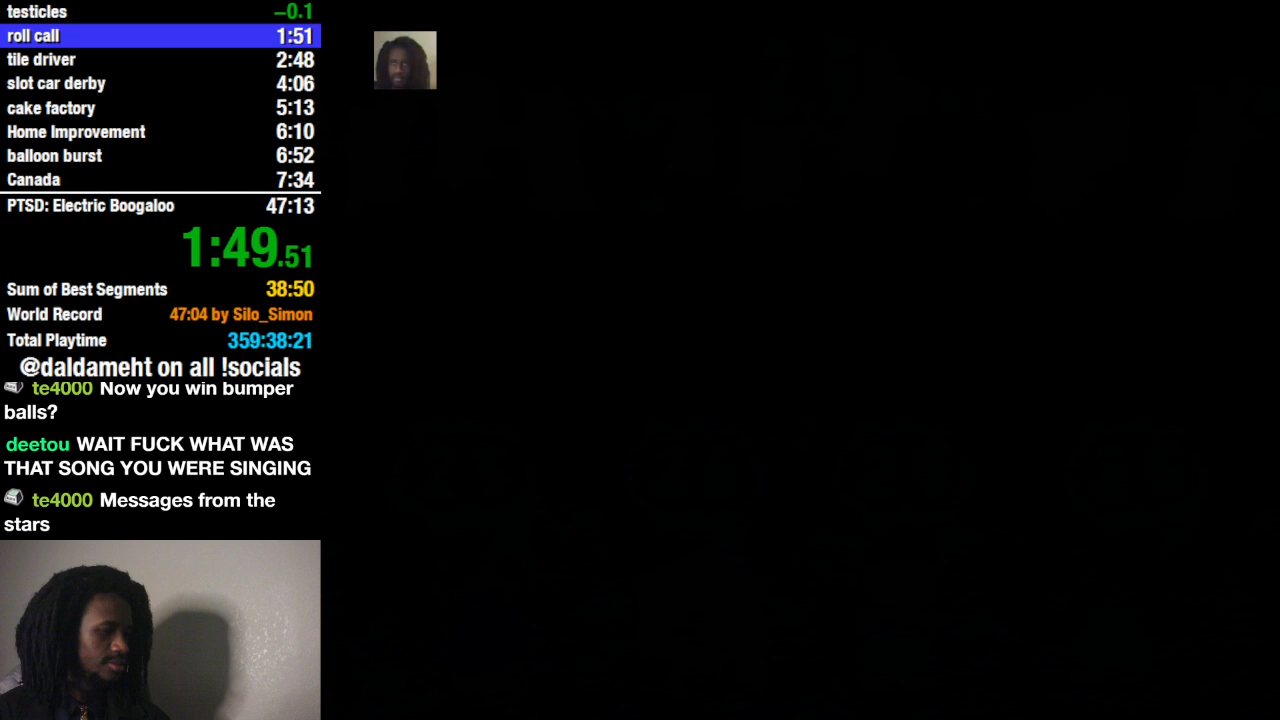 testicles −0.1
roll call 1:51
tile driver 2:48
slot car derby 4:06
cake factory 5:13
Home Improvement 6:10
balloon burst 6:52
Canada 7:34
PTSD: Electric Boogaloo 47:13
1:49.51
Sum of Best Segments 38:50
World Record 47:04 by Silo_Simon
Total Playtime 359:38:21
@daldameht on all !socials
te4000 Now you win bumper
balls?
deetou WAIT FUCK WHAT WAS
THAT SONG YOU WERE SINGING
te4000 Messages from the
stars